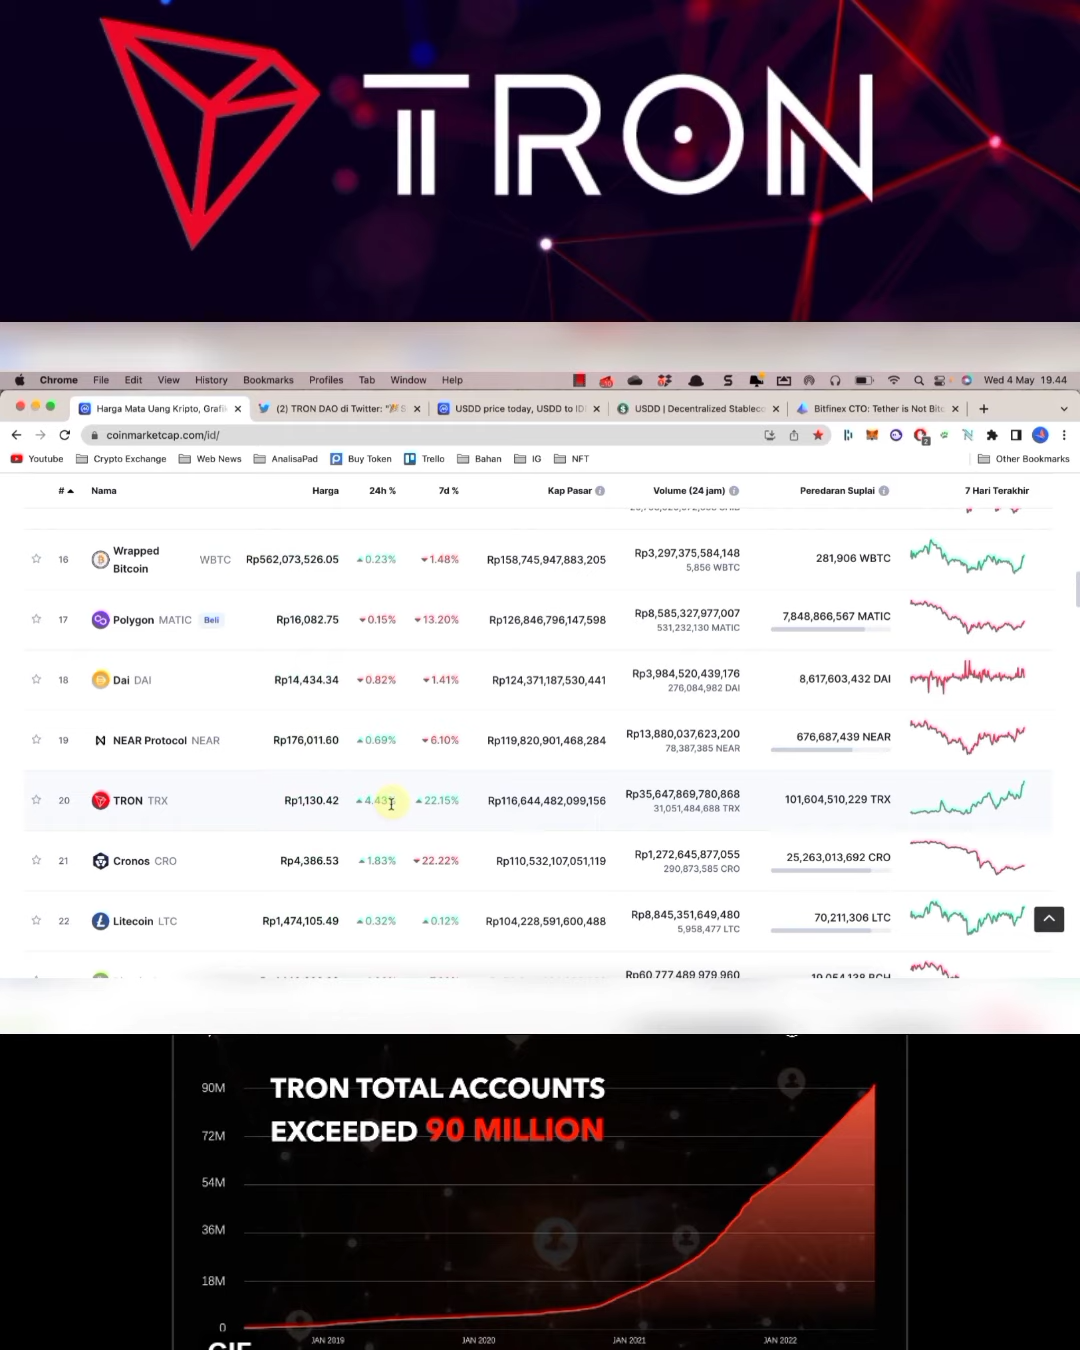 TRON
Chrome File Edit View History Bookmarks Profiles Tab Window Help Wed 4 May 19.44
Harga Mata Uang Kripto, Grafi (2) TRON DAO di Twitter: USDD price today, USDD to ID USDD | Decentralized Stablec Bitfinex CTO: Tether is Not Bit
coinmarketcap.com/id/
Youtube Crypto Exchange Web News AnalisaPad Buy Token Trello Bahan IG NFT Other Bookmarks
# Nama Harga 24h % 7d % Kap Pasar Volume (24 jam) Peredaran Suplai 7 Hari Terakhir
16 Wrapped Bitcoin WBTC Rp562,073,526.05 0.23% 1.48% Rp158,745,947,883,205 Rp3,297,375,584,148 281,906 WBTC
5,856 WBTC
17 Polygon MATIC Beli Rp16,082.75 0.15% 13.20% Rp126,846,796,147,598 Rp8,585,327,977,007 7,848,866,567 MATIC
531,232,130 MATIC
18 Dai DAI Rp14,434.34 0.82% 1.41% Rp124,371,187,530,441 Rp3,984,520,439,176 8,617,603,432 DAI
276,084,982 DAI
19 NEAR Protocol NEAR Rp176,011.60 0.69% 6.10% Rp119,820,901,468,284 Rp13,880,037,623,200 676,687,439 NEAR
78,387,385 NEAR
20 TRON TRX Rp1,130.42 4.43% 22.15% Rp116,644,482,099,156 Rp35,647,869,780,868 101,604,510,229 TRX
31,051,484,688 TRX
21 Cronos CRO Rp4,386.53 1.83% 22.22% Rp110,532,107,051,119 Rp1,272,645,877,055 25,263,013,692 CRO
290,873,585 CRO
22 Litecoin LTC Rp1,474,105.49 0.32% 0.12% Rp104,228,591,600,488 Rp8,845,351,649,480 70,211,306 LTC
5,958,477 LTC
Rp60,777,489,979,960 19,054,138 BCH
TRON TOTAL ACCOUNTS
EXCEEDED 90 MILLION
90M
72M
54M
36M
18M
0
JAN 2019 JAN 2020 JAN 2021 JAN 2022